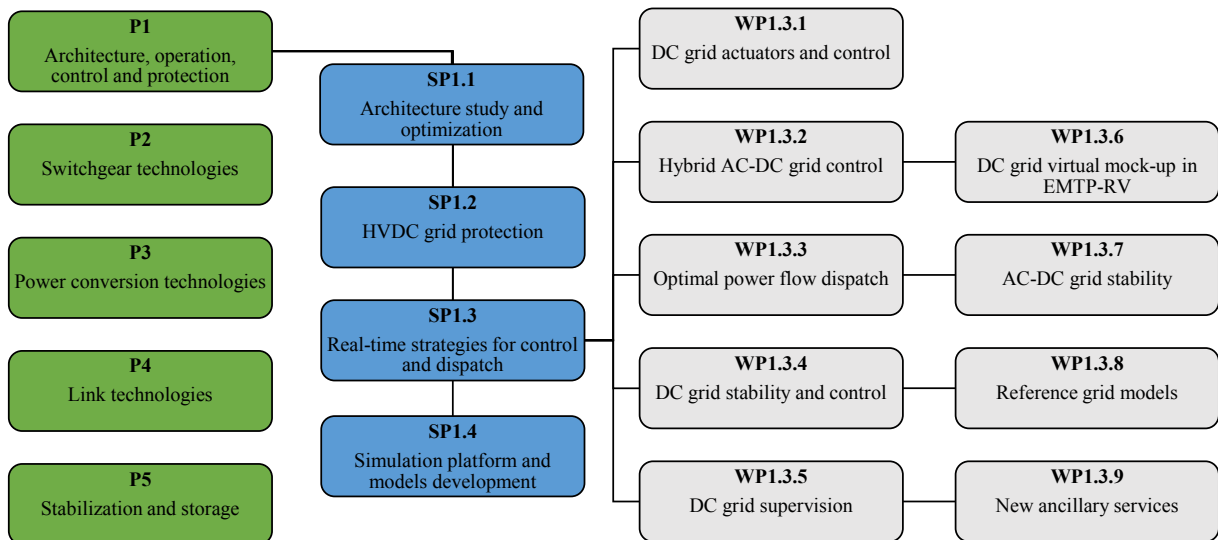 P1
Architecture, operation,
control and protection
P2
Switchgear technologies
P3
Power conversion technologies
P4
Link technologies
P5
Stabilization and storage
SP1.1
Architecture study and
optimization
SP1.2
HVDC grid protection
SP1.3
Real-time strategies for control
and dispatch
SP1.4
Simulation platform and
models development
WP1.3.1
DC grid actuators and control
WP1.3.2
Hybrid AC-DC grid control
WP1.3.3
Optimal power flow dispatch
WP1.3.4
DC grid stability and control
WP1.3.5
DC grid supervision
WP1.3.6
DC grid virtual mock-up in
EMTP-RV
WP1.3.7
AC-DC grid stability
WP1.3.8
Reference grid models
WP1.3.9
New ancillary services